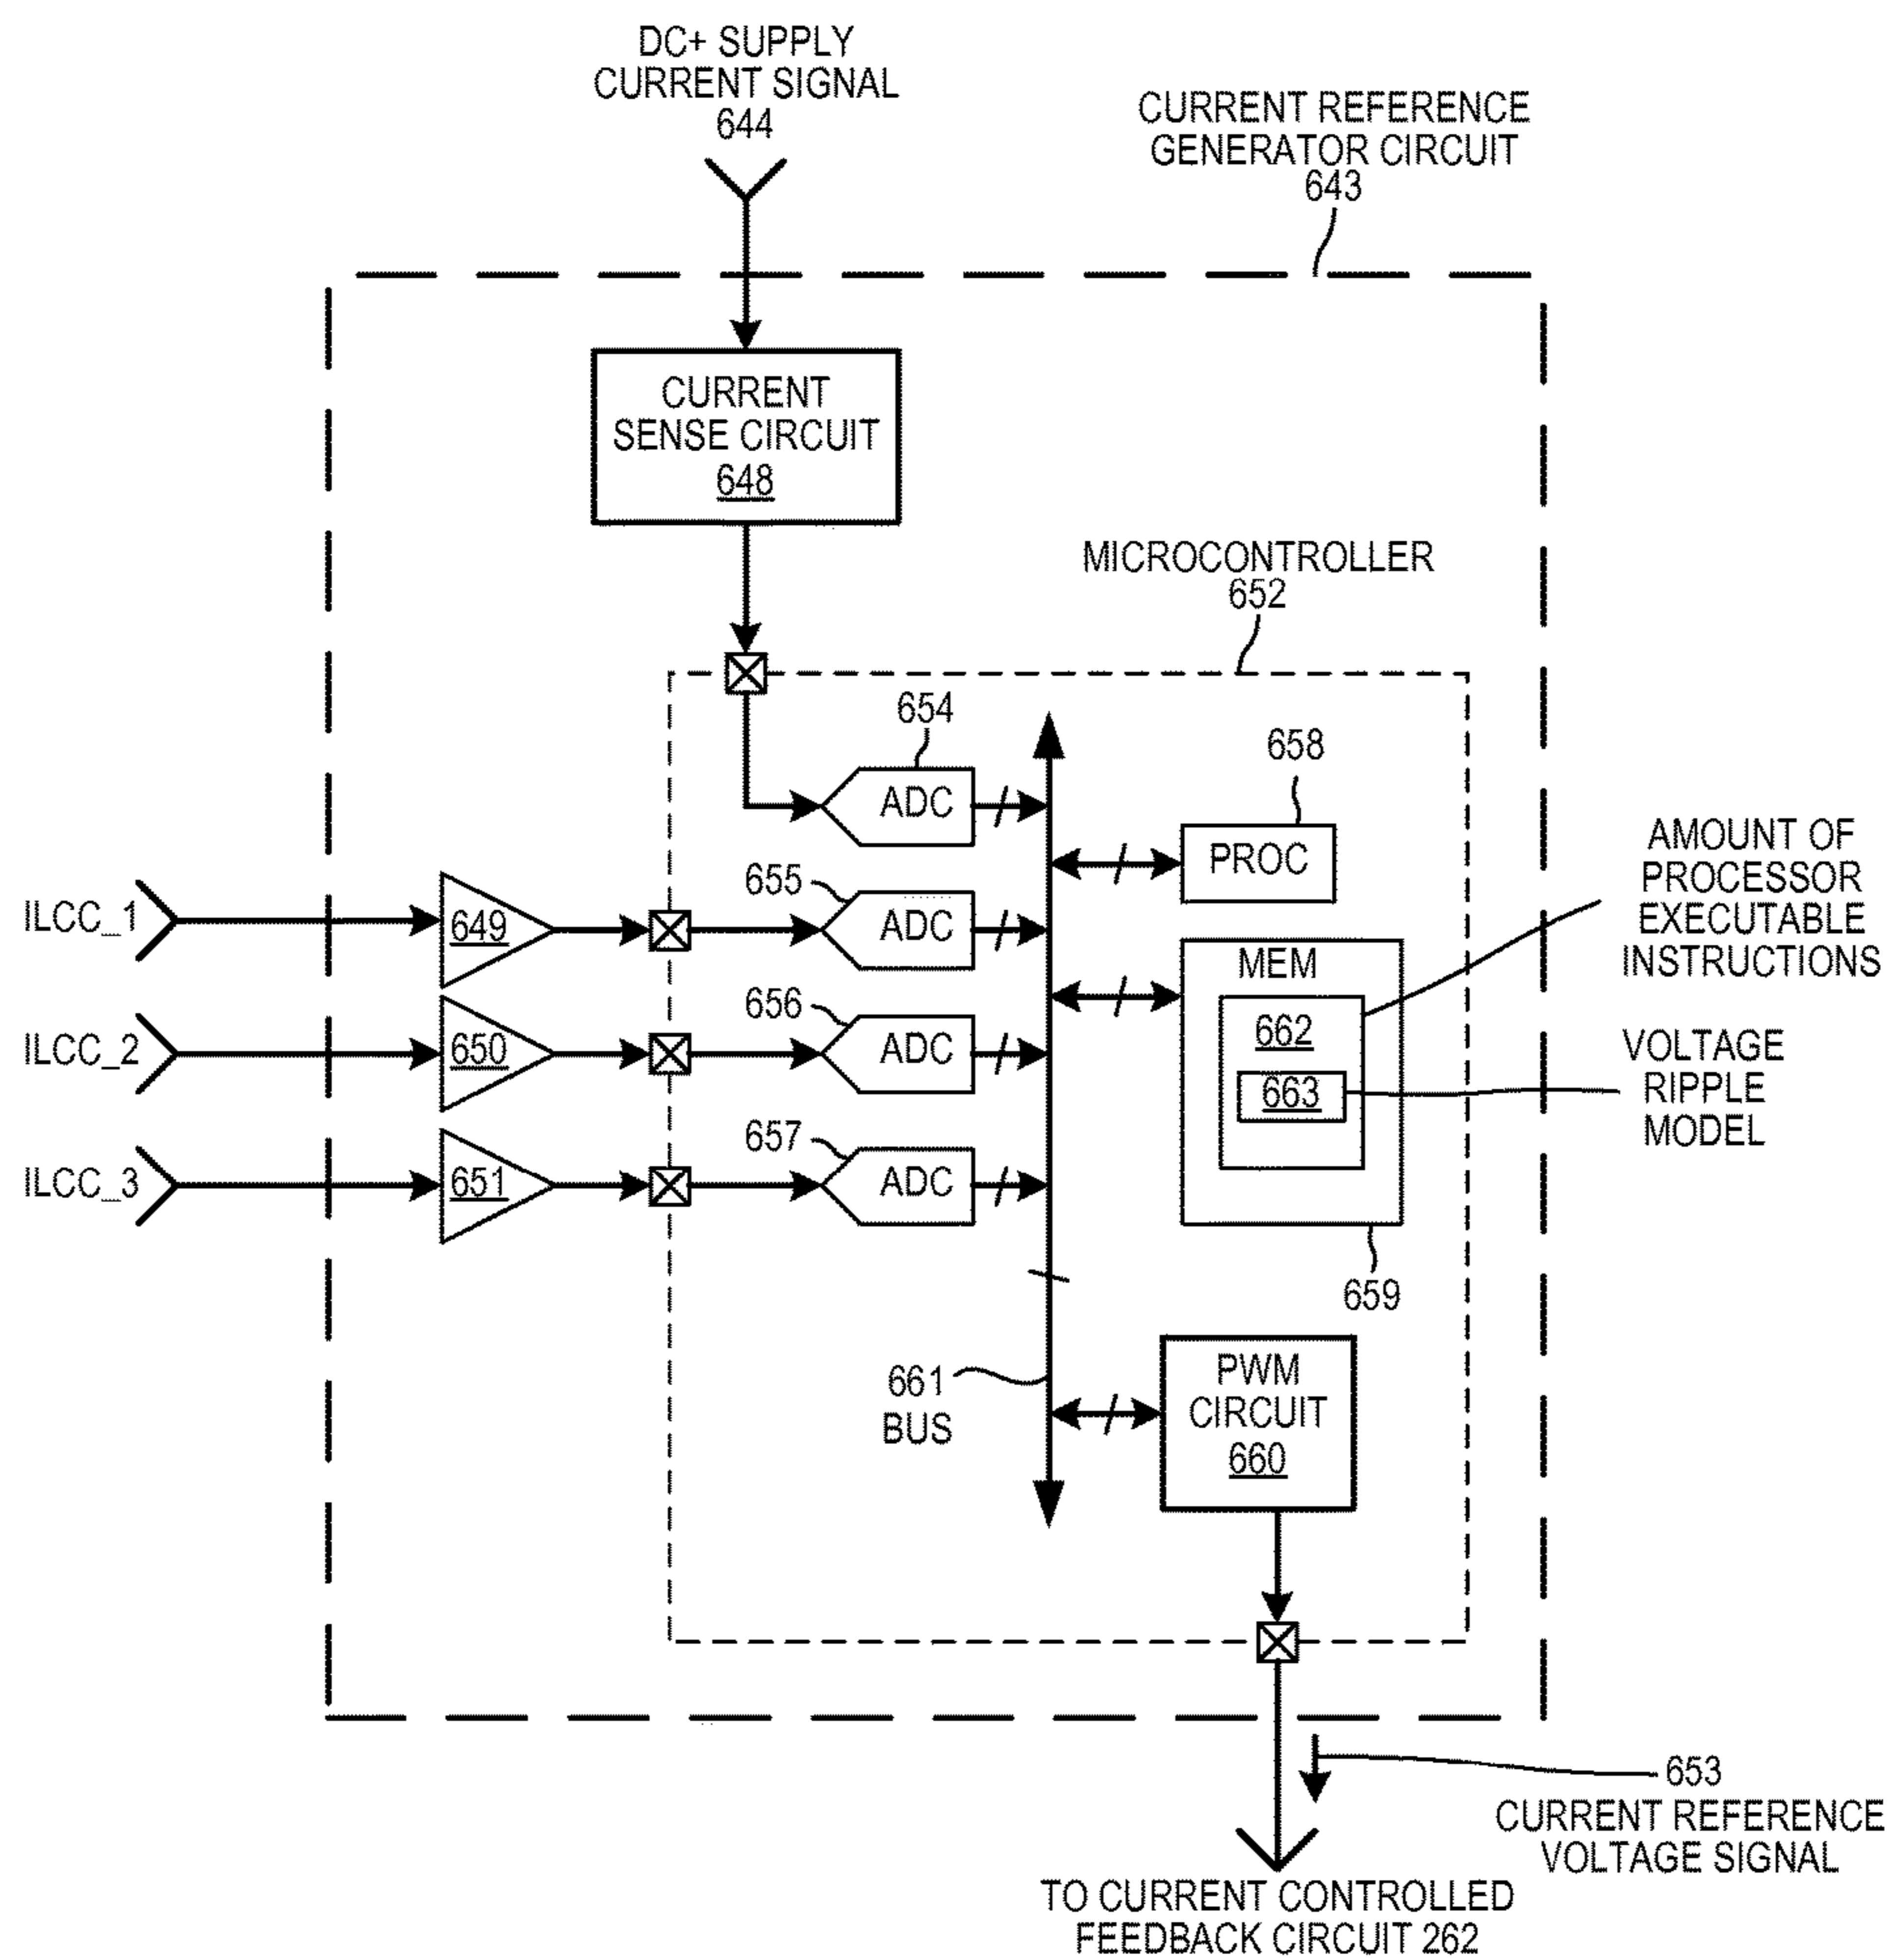 DC+ SUPPLY
CURRENT SIGNAL
644
CURRENT REFERENCE
GENERATOR CIRCUIT
643
CURRENT
SENSE CIRCUIT
648
MICROCONTROLLER
652
654
ADC
658
PROC
AMOUNT OF
PROCESSOR
EXECUTABLE
INSTRUCTIONS
ILCC_1
649
655
ADC
MEM
662
663
659
VOLTAGE
RIPPLE
MODEL
ILCC_2
650
656
ADC
ILCC_3
651
657
ADC
661
BUS
PWM
CIRCUIT
660
653
CURRENT REFERENCE
VOLTAGE SIGNAL
TO CURRENT CONTROLLED
FEEDBACK CIRCUIT 262